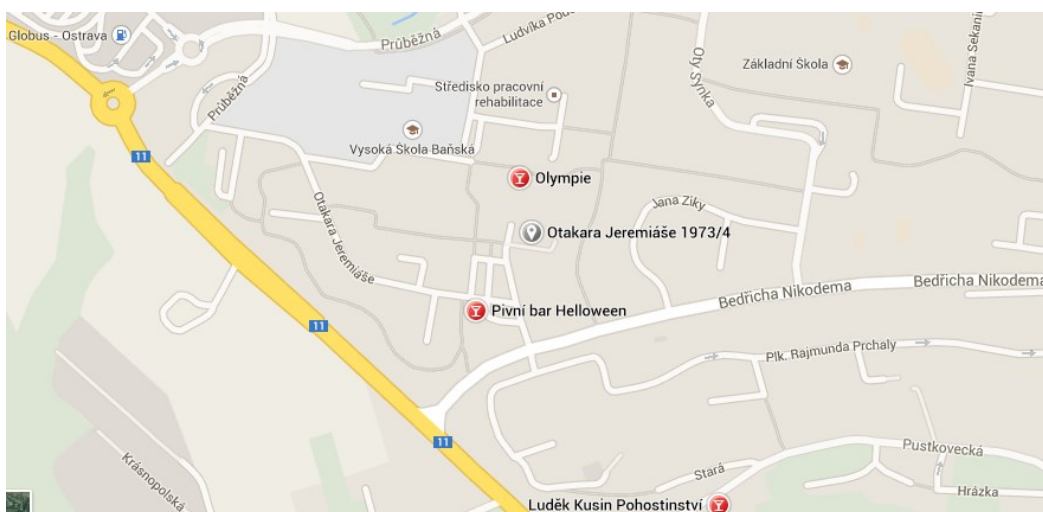 Globus - Ostrava
Průběžná
Ludvíka Podé
Oty Synka
Základní Škola
Ivana Sekanin
Průběžná
Středisko pracovní
rehabilitace
Vysoká Škola Baňská
11
Olympie
Otakara Jeremiáše
Jana Ziky
Otakara Jeremiáše 1973/4
Bedřicha Nikodema
Bedřicha Nikodema
Pivní bar Helloween
11
Plk. Rajmunda Prchaly
11
Pustkovecká
Stará
Krásnopolská
Hrázka
Luděk Kusin Pohostinství